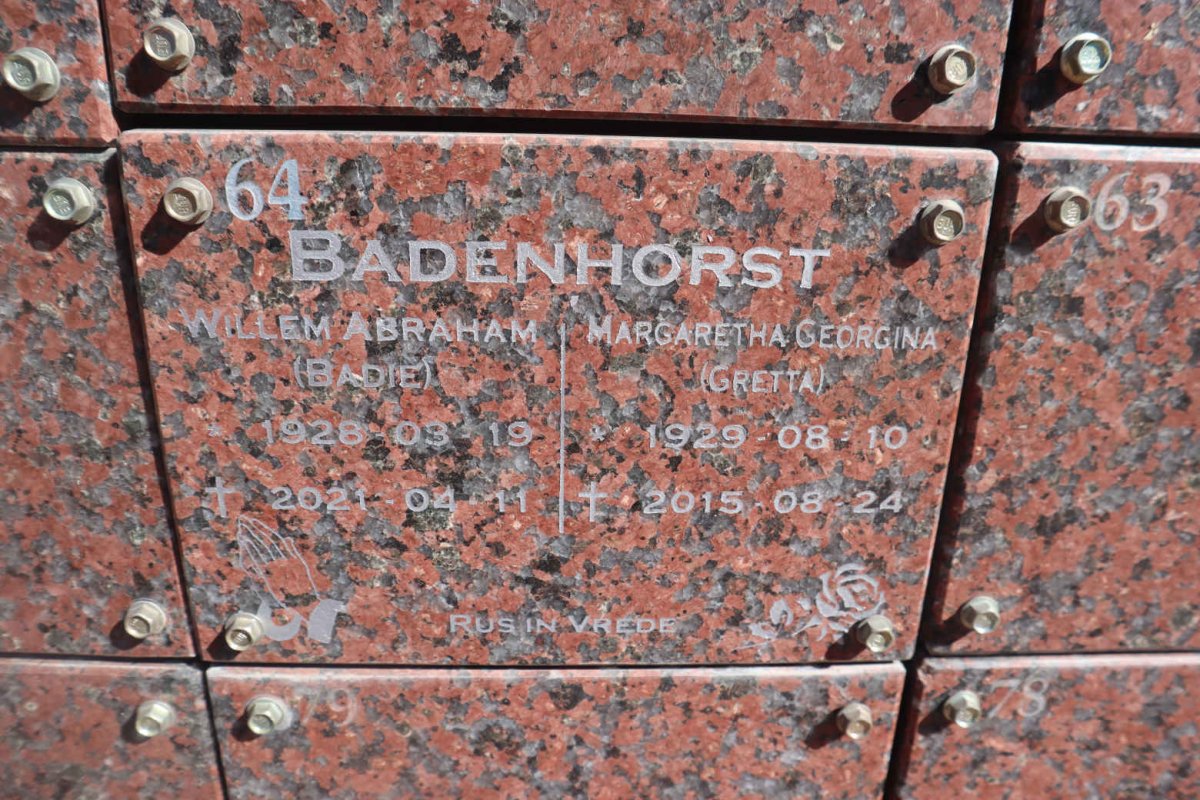 64
63
BADENHORST
WILLEM ABRAHAM
(BADIE)
* 1928 - 03 - 19
† 2021 - 04 - 11
MARGARETHA GEORGINA
(GRETTA)
* 1929 - 08 - 10
† 2015 - 08 - 24
RUS IN VREDE
79
78